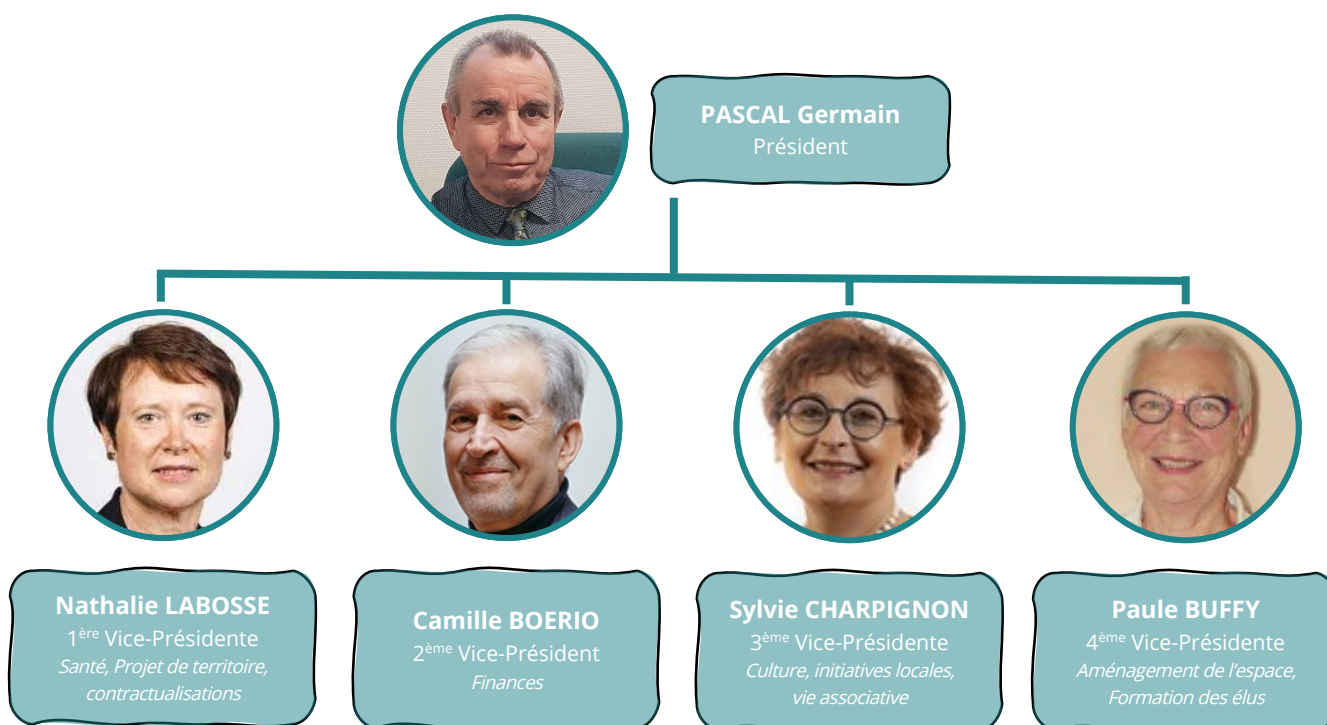 PASCAL Germain
Président
Nathalie LABOSSE
1ère Vice-Présidente
Santé, Projet de territoire,
contractualisations
Camille BOERIO
2ème Vice-Président
Finances
Sylvie CHARPIGNON
3ème Vice-Présidente
Culture, initiatives locales,
vie associative
Paule BUFFY
4ème Vice-Présidente
Aménagement de l'espace,
Formation des élus